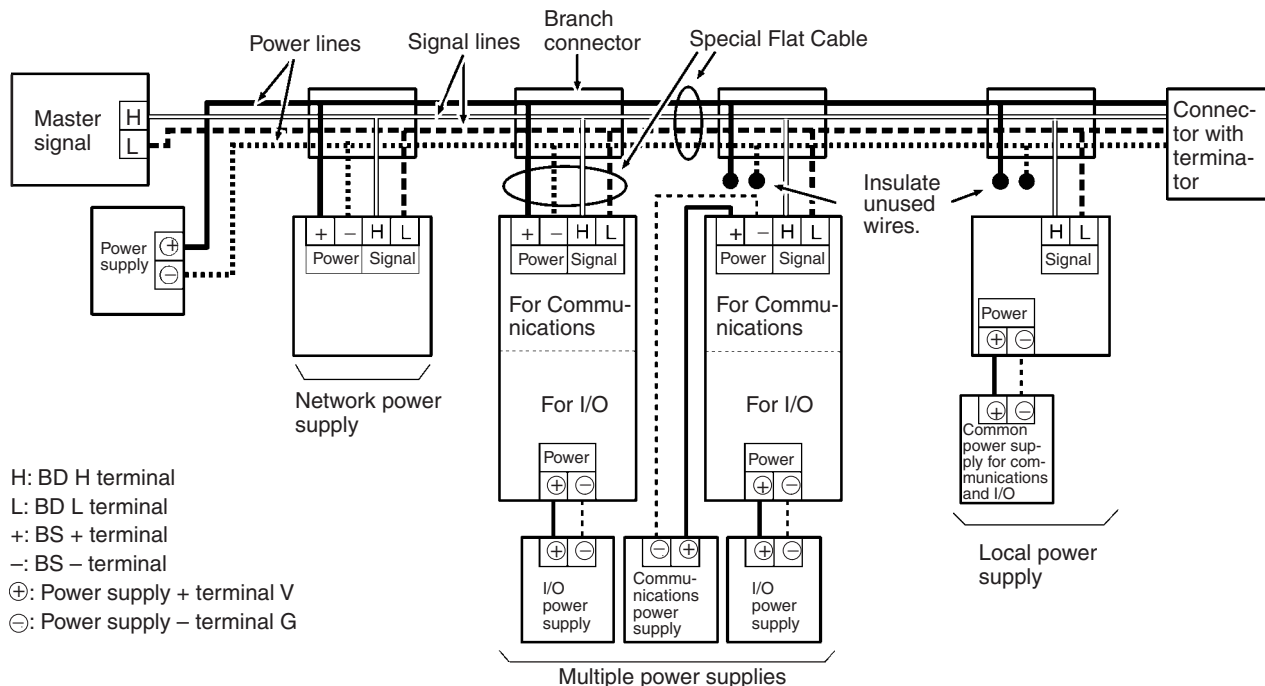 Branch
connector
Power lines
Signal lines
Special Flat Cable
Master
signal
H
L
Connec-
tor with
termina-
tor
Power
supply
⊕
⊖
Insulate
unused
wires.
+ − H L
Power Signal
+ − H L
Power Signal
For Commu-
nications
For I/O
Power
⊕ ⊖
+ − H L
Power Signal
For Commu-
nications
For I/O
Power
⊕ ⊖
H L
Signal
Power
⊕ ⊖
Network power
supply
⊕ ⊖
Common
power sup-
ply for com-
munications
and I/O
Local power
supply
⊕ ⊖
I/O
power
supply
⊖ ⊕
Commu-
nications
power
supply
⊕ ⊖
I/O
power
supply
Multiple power supplies
H: BD H terminal
L: BD L terminal
+: BS + terminal
–: BS – terminal
⊕: Power supply + terminal V
⊖: Power supply – terminal G